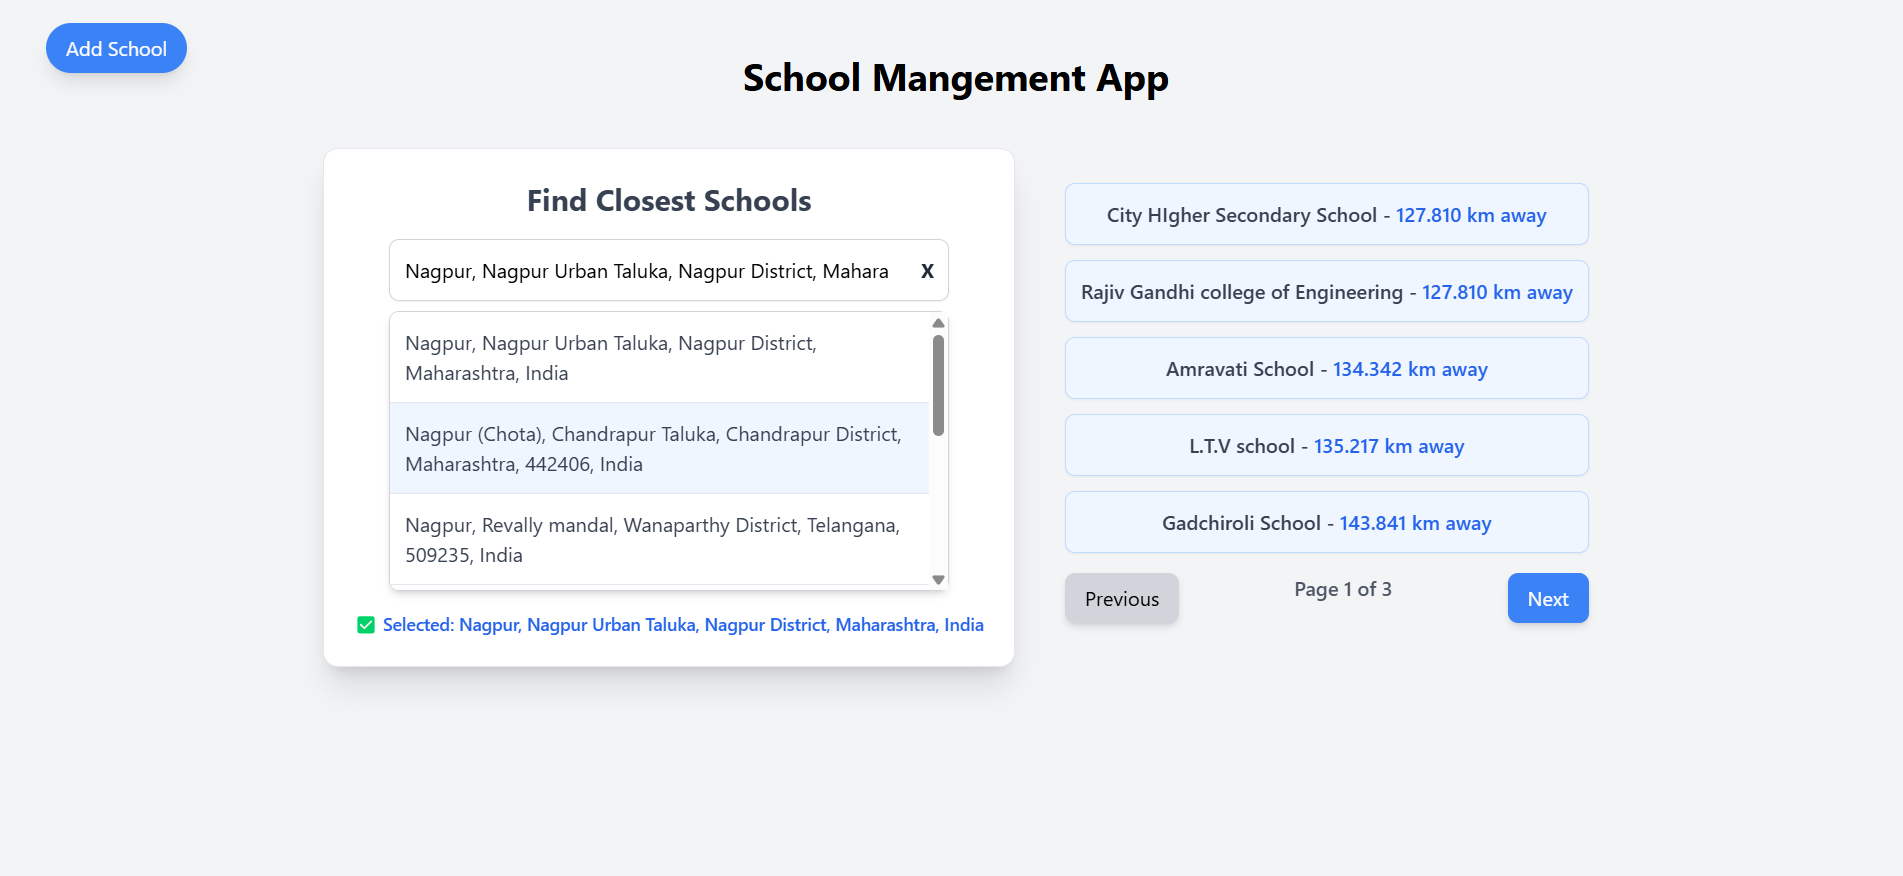 Add School
School Mangement App
Find Closest Schools
Nagpur, Nagpur Urban Taluka, Nagpur District, Mahara
X
Nagpur, Nagpur Urban Taluka, Nagpur District,
Maharashtra, India
Nagpur (Chota), Chandrapur Taluka, Chandrapur District,
Maharashtra, 442406, India
Nagpur, Revally mandal, Wanaparthy District, Telangana,
509235, India
Selected: Nagpur, Nagpur Urban Taluka, Nagpur District, Maharashtra, India
City HIgher Secondary School - 127.810 km away
Rajiv Gandhi college of Engineering - 127.810 km away
Amravati School - 134.342 km away
L.T.V school - 135.217 km away
Gadchiroli School - 143.841 km away
Previous
Page 1 of 3
Next